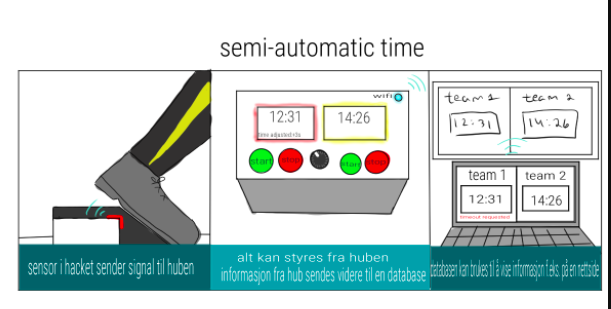 semi-automatic time
sensor i hacket sender signal til huben
wifi
12:31
14:26
time adjusted
start
stop
start
stop
alt kan styres fra huben
informasjon fra hub sendes videre til en database
team 1
team 2
12:31
14:26
team 1
team 2
12:31
14:26
timeout requested
databasen kan brukes til å vise informasjon f.eks. på en nettside